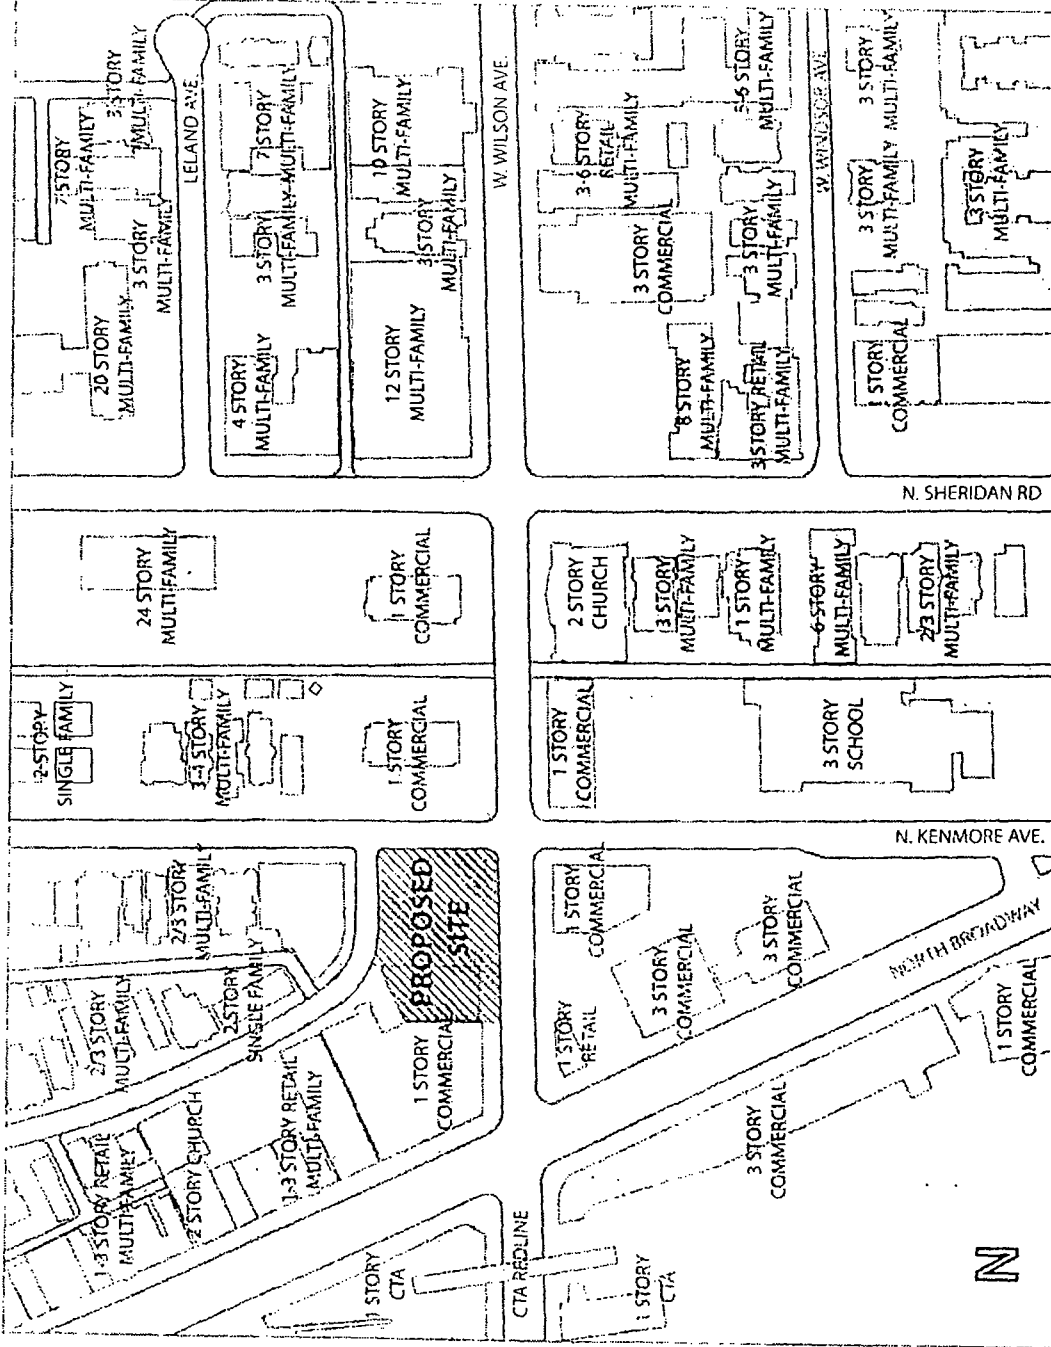 1-3 STORY RETAIL
MULTI-FAMILY
2 STORY CHURCH
1-3 STORY RETAIL
MULTI-FAMILY
2/3 STORY
MULTI-FAMILY
2 STORY
SINGLE FAMILY
2/3 STORY
MULTI-FAMILY
2-STORY
SINGLE FAMILY
3-4 STORY
MULTI-FAMILY
24 STORY
MULTI-FAMILY
20 STORY
MULTI-FAMILY
3 STORY
MULTI-FAMILY
7 STORY
MULTI-FAMILY
3 STORY
MULTI-FAMILY
LELAND AVE.
4 STORY
MULTI-FAMILY
3 STORY
MULTI-FAMILY
7 STORY
MULTI-FAMILY
1 STORY
CTA
1 STORY
COMMERCIAL
PROPOSED
SITE
1 STORY
COMMERCIAL
1 STORY
COMMERCIAL
12 STORY
MULTI-FAMILY
3 STORY
MULTI-FAMILY
10 STORY
MULTI-FAMILY
CTA REDLINE
W. WILSON AVE.
1 STORY
CTA
1 STORY
RETAIL
1 STORY
COMMERCIAL
3 STORY
COMMERCIAL
3 STORY
COMMERCIAL
3 STORY
COMMERCIAL
1 STORY
COMMERCIAL
NORTH BROADWAY
1 STORY
COMMERCIAL
3 STORY
SCHOOL
2 STORY
CHURCH
3 STORY
MULTI-FAMILY
1 STORY
MULTI-FAMILY
6-STORY
MULTI-FAMILY
2/3 STORY
MULTI-FAMILY
3-6 STORY
RETAIL
MULTI-FAMILY
3 STORY
COMMERCIAL
8 STORY
MULTI-FAMILY
3 STORY RETAIL
MULTI-FAMILY
3 STORY
MULTI-FAMILY
5-6 STORY
MULTI-FAMILY
W. WINDSOR AVE.
1 STORY
COMMERCIAL
3 STORY
MULTI-FAMILY
3 STORY
MULTI-FAMILY
3 STORY
MULTI-FAMILY
N. KENMORE AVE.
N. SHERIDAN RD
N